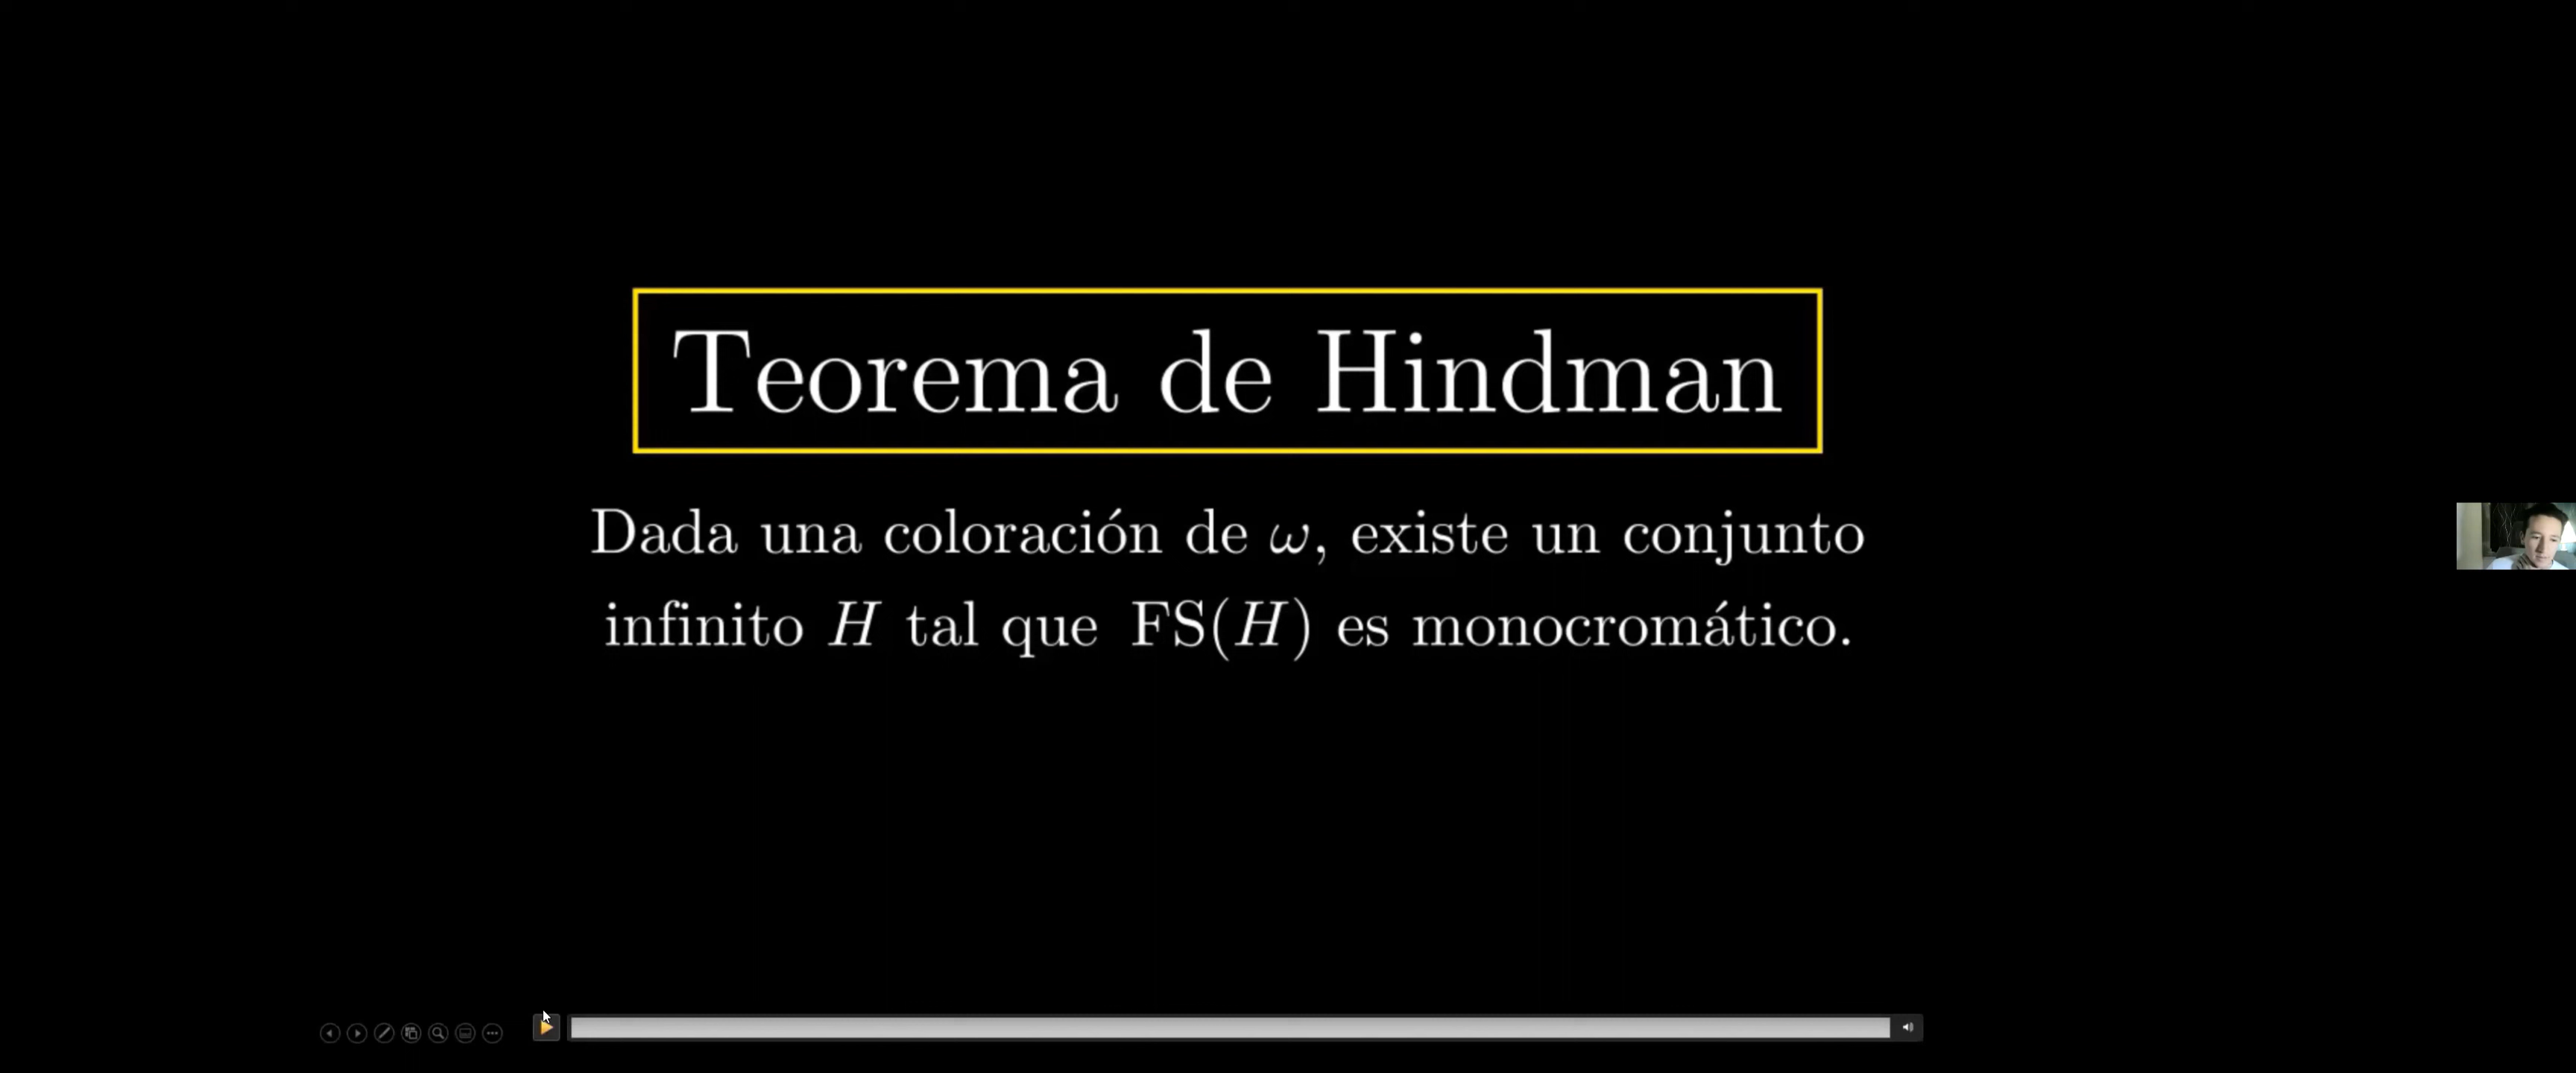 Teorema de Hindman
Dada una coloración de ω, existe un conjunto
infinito H tal que FS(H) es monocromático.